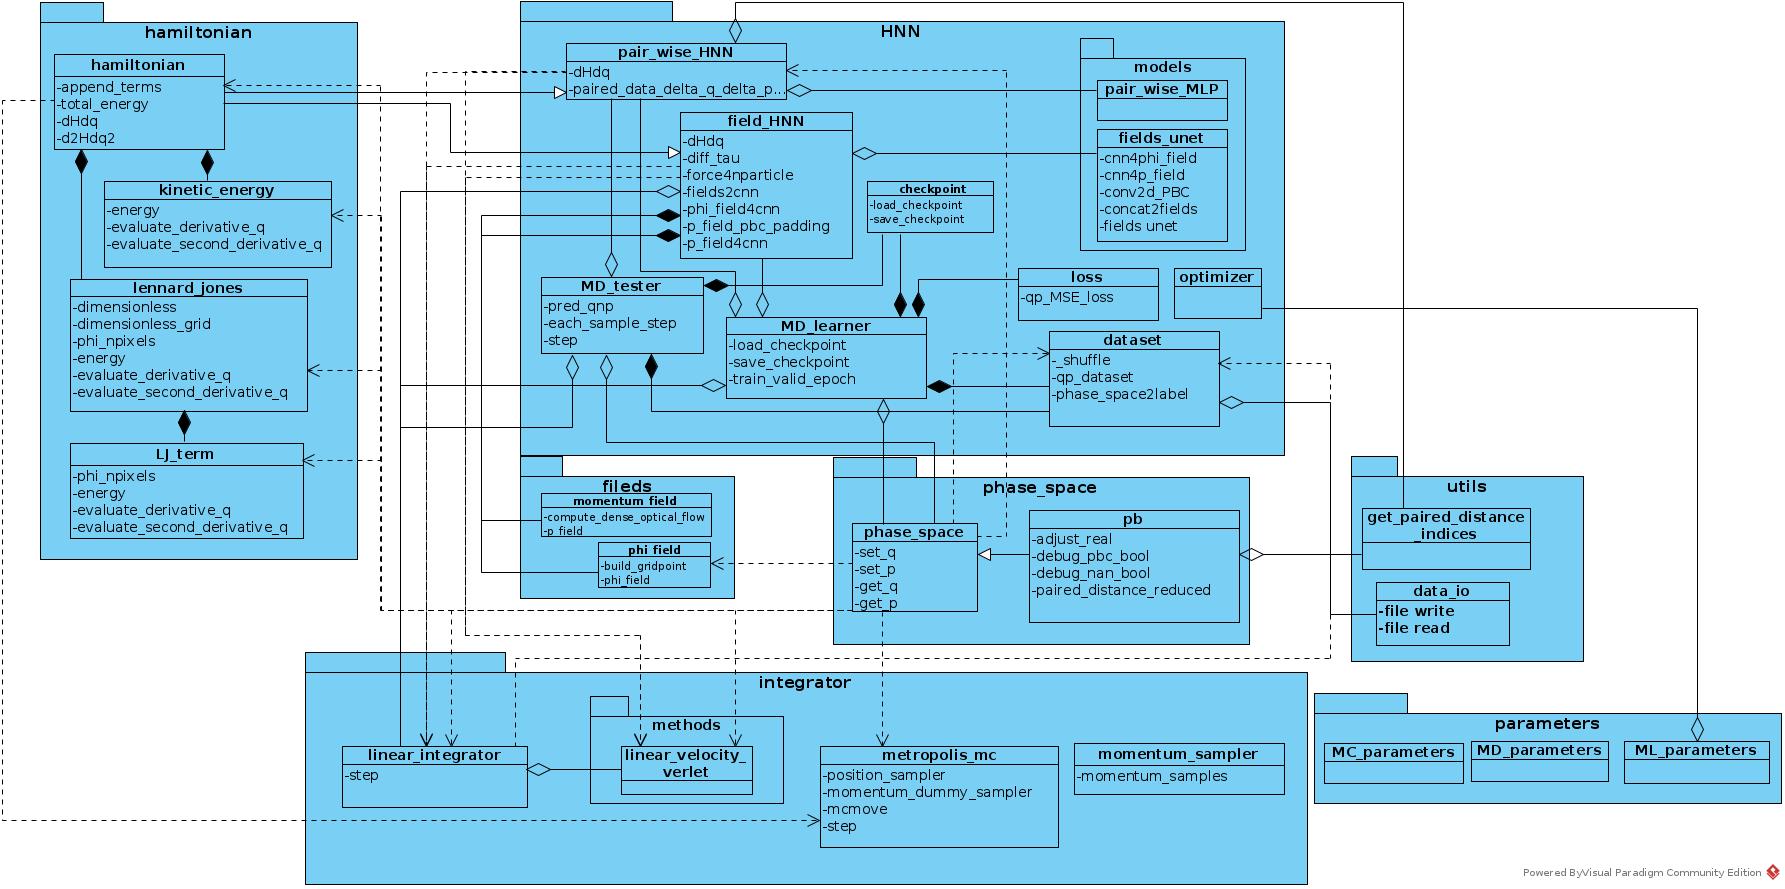 hamiltonian
hamiltonian
-append_terms
-total_energy
-dHdq
-d2Hdq2
kinetic_energy
-energy
-evaluate_derivative_q
-evaluate_second_derivative_q
lennard_jones
-dimensionless
-dimensionless_grid
-phi_npixels
-energy
-evaluate_derivative_q
-evaluate_second_derivative_q
LJ_term
-phi_npixels
-energy
-evaluate_derivative_q
-evaluate_second_derivative_q
HNN
pair_wise_HNN
-dHdq
-paired_data_delta_q_delta_p...
field_HNN
-dHdq
-diff_tau
-force4nparticle
-fields2cnn
-phi_field4cnn
-p_field_pbc_padding
-p_field4cnn
checkpoint
-load_checkpoint
-save_checkpoint
models
pair_wise_MLP
fields_unet
-cnn4phi_field
-cnn4p_field
-conv2d_PBC
-concat2fields
-fields unet
MD_tester
-pred_qnp
-each_sample_step
-step
MD_learner
-load_checkpoint
-save_checkpoint
-train_valid_epoch
loss
-qp_MSE_loss
optimizer
dataset
-_shuffle
-qp_dataset
-phase_space2label
fileds
momentum field
-compute_dense_optical_flow
-p_field
phi field
-build_gridpoint
-phi_field
phase_space
phase_space
-set_q
-set_p
-get_q
-get_p
pb
-adjust_real
-debug_pbc_bool
-debug_nan_bool
-paired_distance_reduced
utils
get_paired_distance
_indices
data_io
-file write
-file read
integrator
linear_integrator
-step
methods
linear_velocity_
verlet
metropolis_mc
-position_sampler
-momentum_dummy_sampler
-mcmove
-step
momentum_sampler
-momentum_samples
parameters
MC_parameters
MD_parameters
ML_parameters
Powered ByVisual Paradigm Community Edition